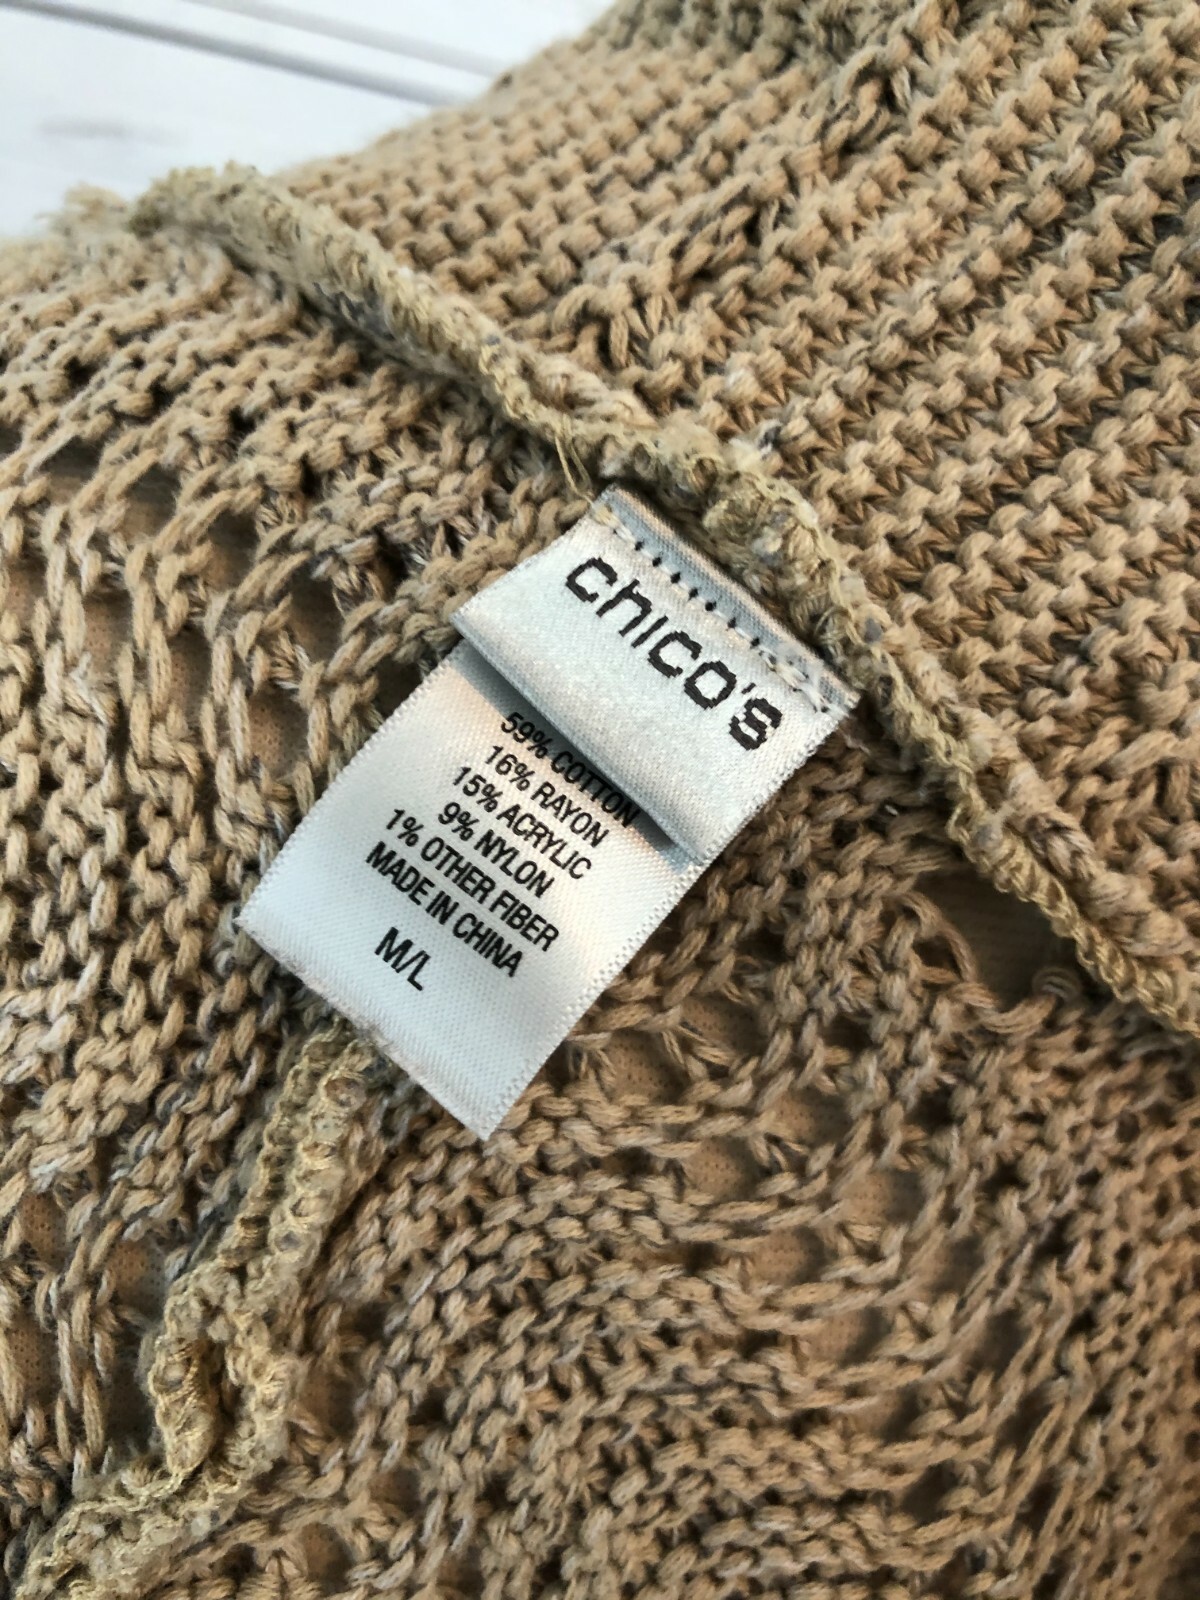 chico's
59% COTTON
16% RAYON
15% ACRYLIC
9% NYLON
1% OTHER FIBER
MADE IN CHINA
M/L